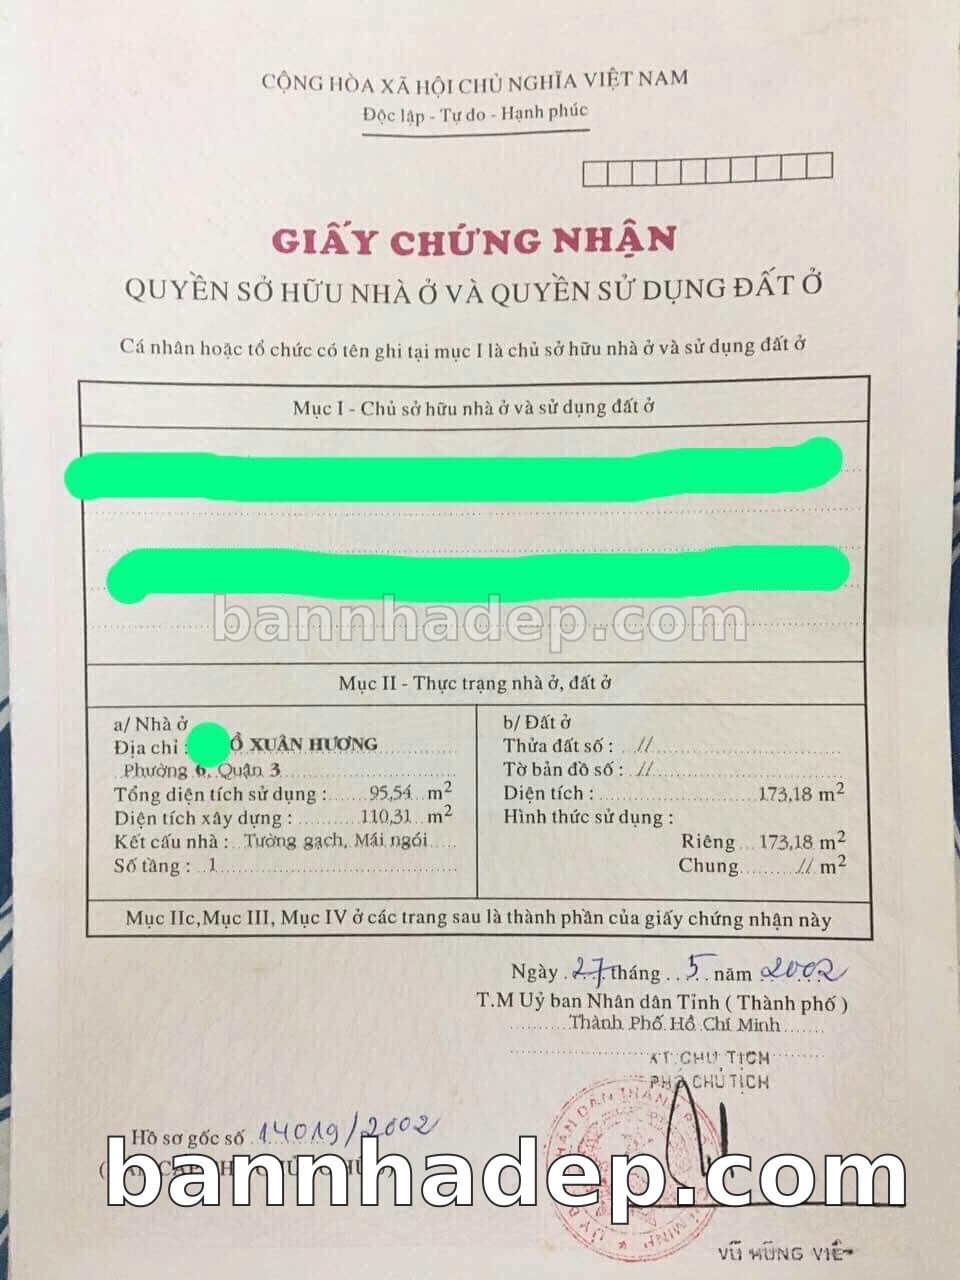 CỘNG HÒA XÃ HỘI CHỦ NGHĨA VIỆT NAM
Độc lập - Tự do - Hạnh phúc
GIẤY CHỨNG NHẬN
QUYỀN SỞ HỮU NHÀ Ở VÀ QUYỀN SỬ DỤNG ĐẤT Ở
Cá nhân hoặc tổ chức có tên ghi tại mục I là chủ sở hữu nhà ở và sử dụng đất ở
Mục I - Chủ sở hữu nhà ở và sử dụng đất ở
bannhadep.com
Mục II - Thực trạng nhà ở, đất ở
a/ Nhà ở
Địa chỉ : Ồ XUÂN HƯƠNG
Phường 6, Quận 3
Tổng diện tích sử dụng : 95,54 m2
Diện tích xây dựng : 110,31 m2
Kết cấu nhà : Tường gạch, Mái ngói
Số tầng : 1
b/ Đất ở
Thửa đất số : //
Tờ bản đồ số : //
Diện tích : 173,18 m2
Hình thức sử dụng :
Riêng 173,18 m2
Chung // m2
Mục IIc,Mục III, Mục IV ở các trang sau là thành phần của giấy chứng nhận này
Ngày 27 tháng 5 năm 2002
T.M Uỷ ban Nhân dân Tỉnh ( Thành phố )
Thành Phố Hồ Chí Minh
KT.CHỦ TỊCH
PHÓ CHỦ TỊCH
Hồ sơ gốc số 14019/2002
bannhadep.com
VŨ HÙNG VIỆ